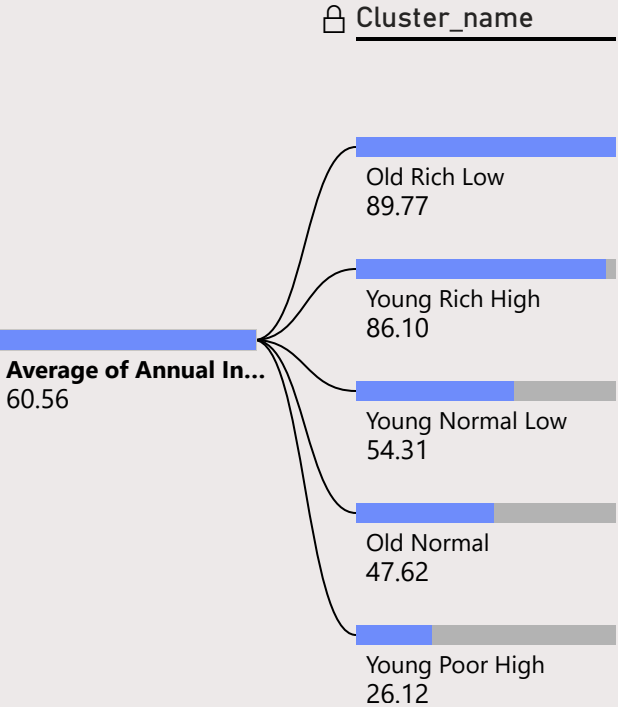 Cluster_name
Old Rich Low
89.77
Young Rich High
86.10
Average of Annual In...
60.56
Young Normal Low
54.31
Old Normal
47.62
Young Poor High
26.12